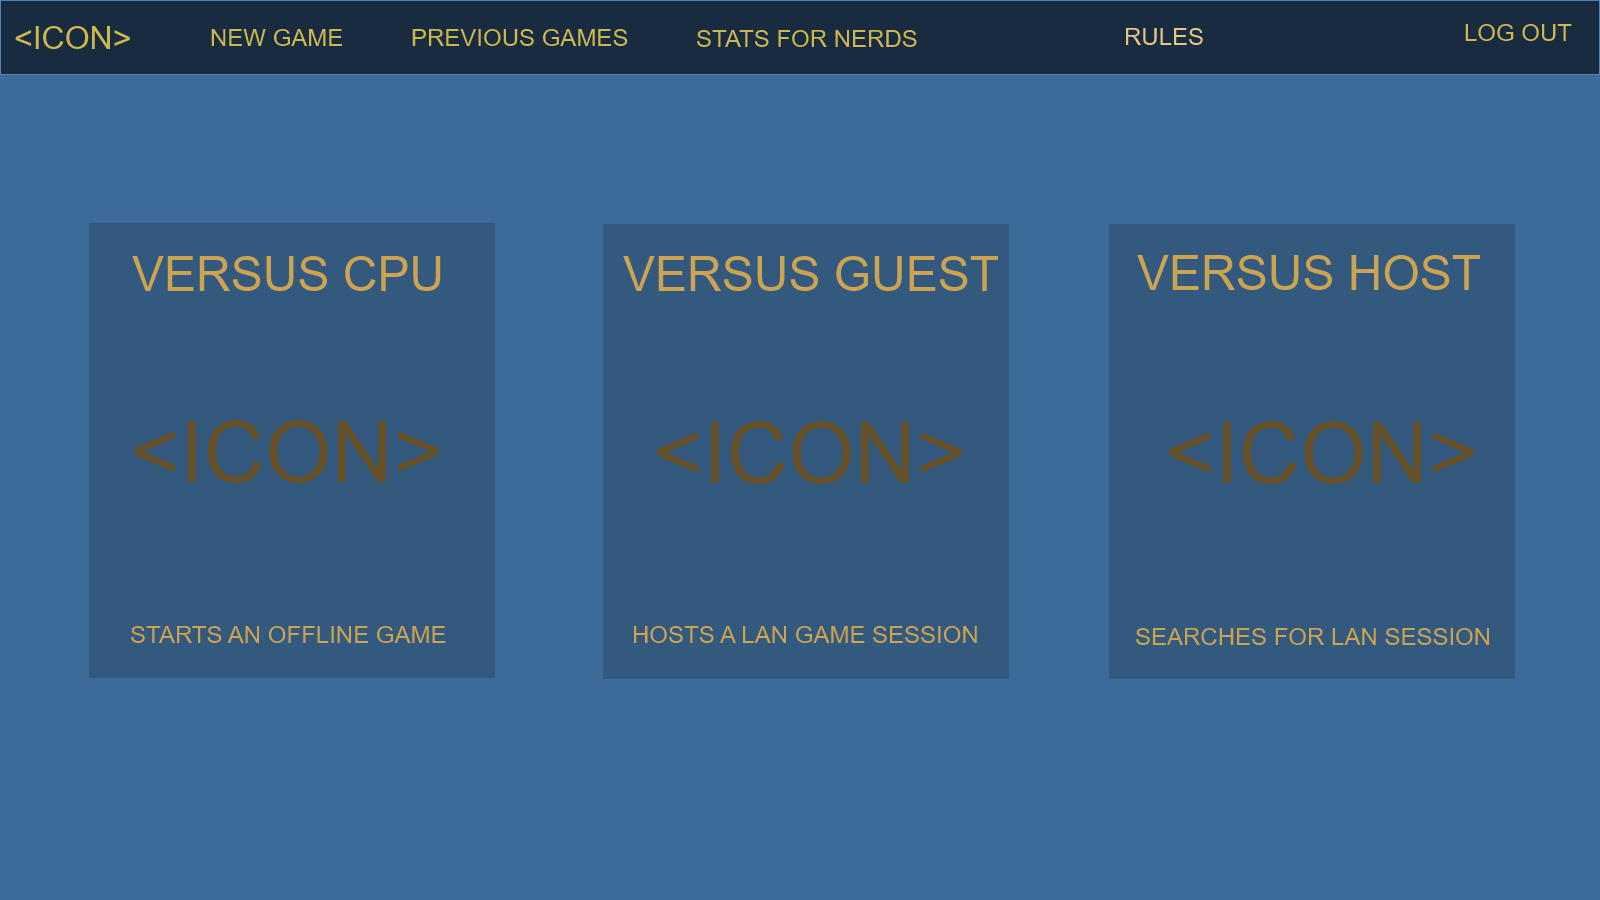 <ICON> NEW GAME PREVIOUS GAMES STATS FOR NERDS RULES LOG OUT
VERSUS CPU
<ICON>
STARTS AN OFFLINE GAME
VERSUS GUEST
<ICON>
HOSTS A LAN GAME SESSION
VERSUS HOST
<ICON>
SEARCHES FOR LAN SESSION